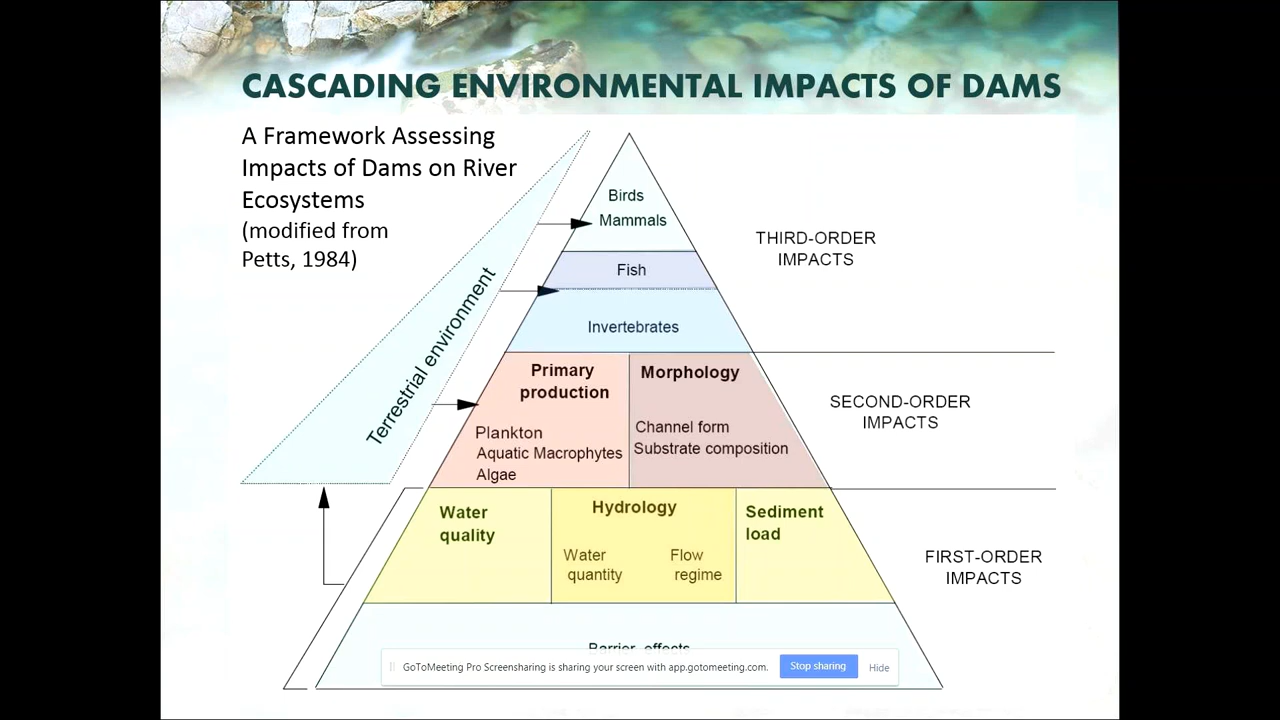 CASCADING ENVIRONMENTAL IMPACTS OF DAMS
A Framework Assessing
Impacts of Dams on River
Ecosystems
(modified from
Petts, 1984)
Terrestrial environment
Birds
Mammals
Fish
Invertebrates
THIRD-ORDER
IMPACTS
Primary
production
Plankton
Aquatic Macrophytes
Algae
Morphology
Channel form
Substrate composition
SECOND-ORDER
IMPACTS
Water
quality
Hydrology
Water
quantity
Flow
regime
Sediment
load
FIRST-ORDER
IMPACTS
Barrier effects
GoToMeeting Pro Screensharing is sharing your screen with app.gotomeeting.com.
Stop sharing
Hide